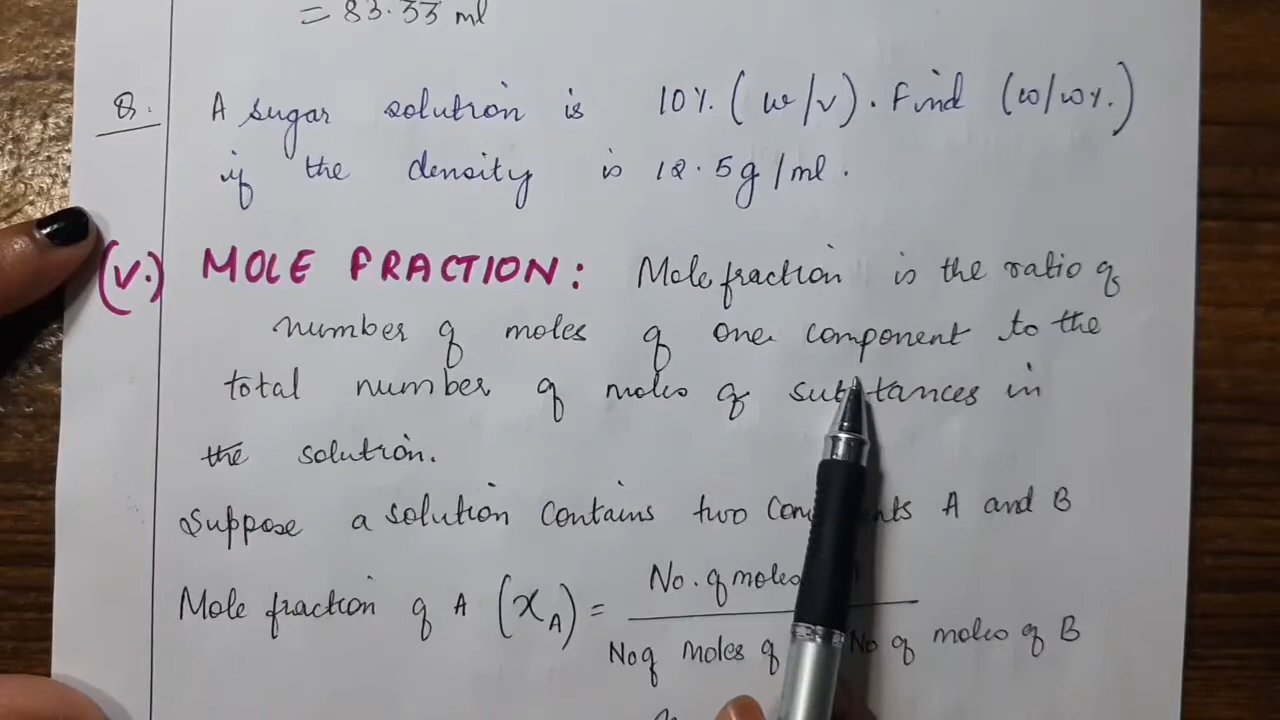 = 83.33 ml
Q. A sugar solution is 10%. (w/v). Find (w/w%.)
if the density is 12.5g/ml.
(V.) MOLE FRACTION: Mole fraction is the ratio of
number of moles of one component to the
total number of moles of substances in
the solution.
Suppose a solution contains two components A and B
Mole fraction of A (xA) = No. of moles
No of moles of No of moles of B